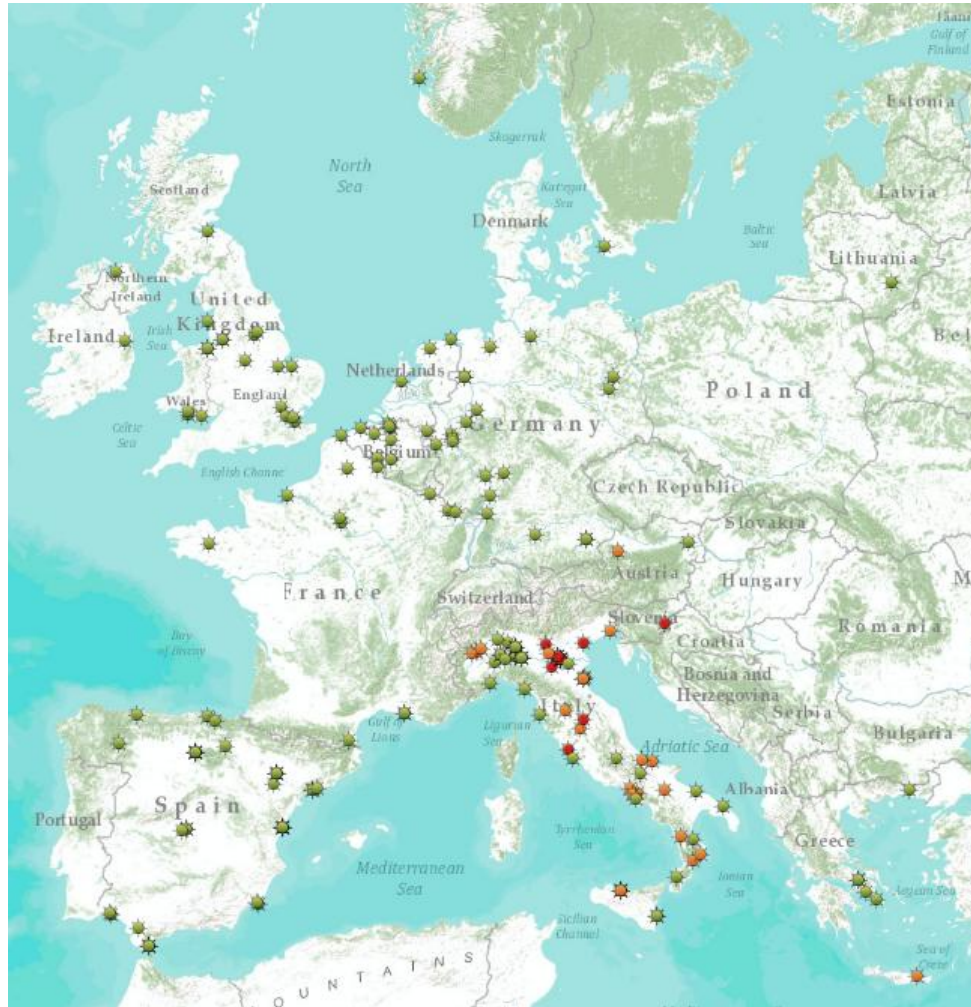 Gulf of
Finland
Estonia
Skagerrak
North
Sea
Scotland
Kattegat
Sea
Latvia
Denmark
Baltic
Sea
Lithuania
Northern
Ireland
United
Kingdom
Ireland
Irish
Sea
Netherlands
Poland
Wales
England
Germany
Celtic
Sea
Belgium
English Channe
Czech Republic
Slovakia
Austria
Hungary
France
Switzerland
Slovenia
Romania
Croatia
Bay
of Biscay
Bosnia and
Herzegovina
Italy
Serbia
Gulf of
Lions
Ligurian
Sea
Adriatic Sea
Bulgaria
Spain
Portugal
Albania
Tyrrhenian
Sea
Greece
Mediterranean
Sea
Ionian
Sea
Aegean Sea
Sicilian
Channel
Sea of
Crete
OUNTAINS